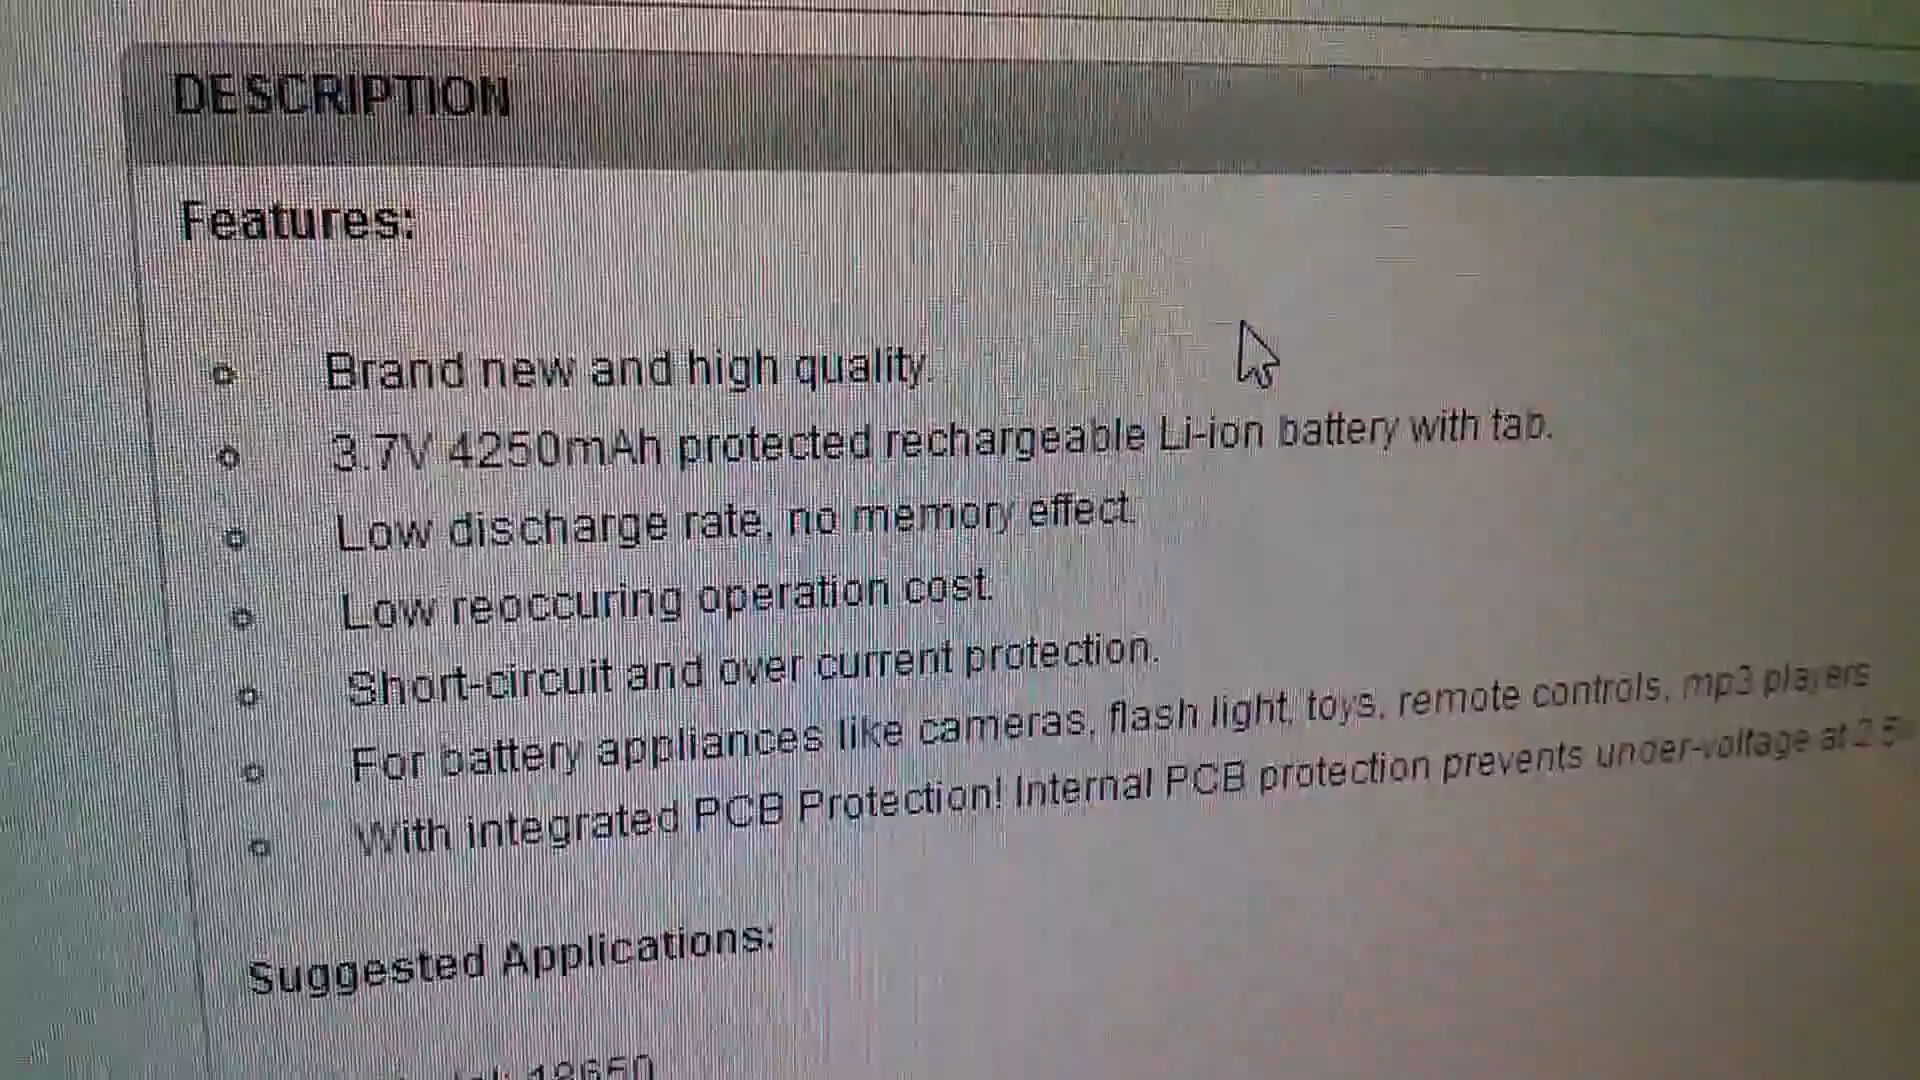 DESCRIPTION
Features:
Brand new and high quality.
3.7V 4250mAh protected rechargeable Li-ion battery with tab.
Low discharge rate, no memory effect.
Low reoccuring operation cost.
Short-circuit and over current protection.
For battery appliances like cameras, flash light, toys, remote controls, mp3 players
With integrated PCB Protection! Internal PCB protection prevents under-voltage at 2.5
Suggested Applications:
18650